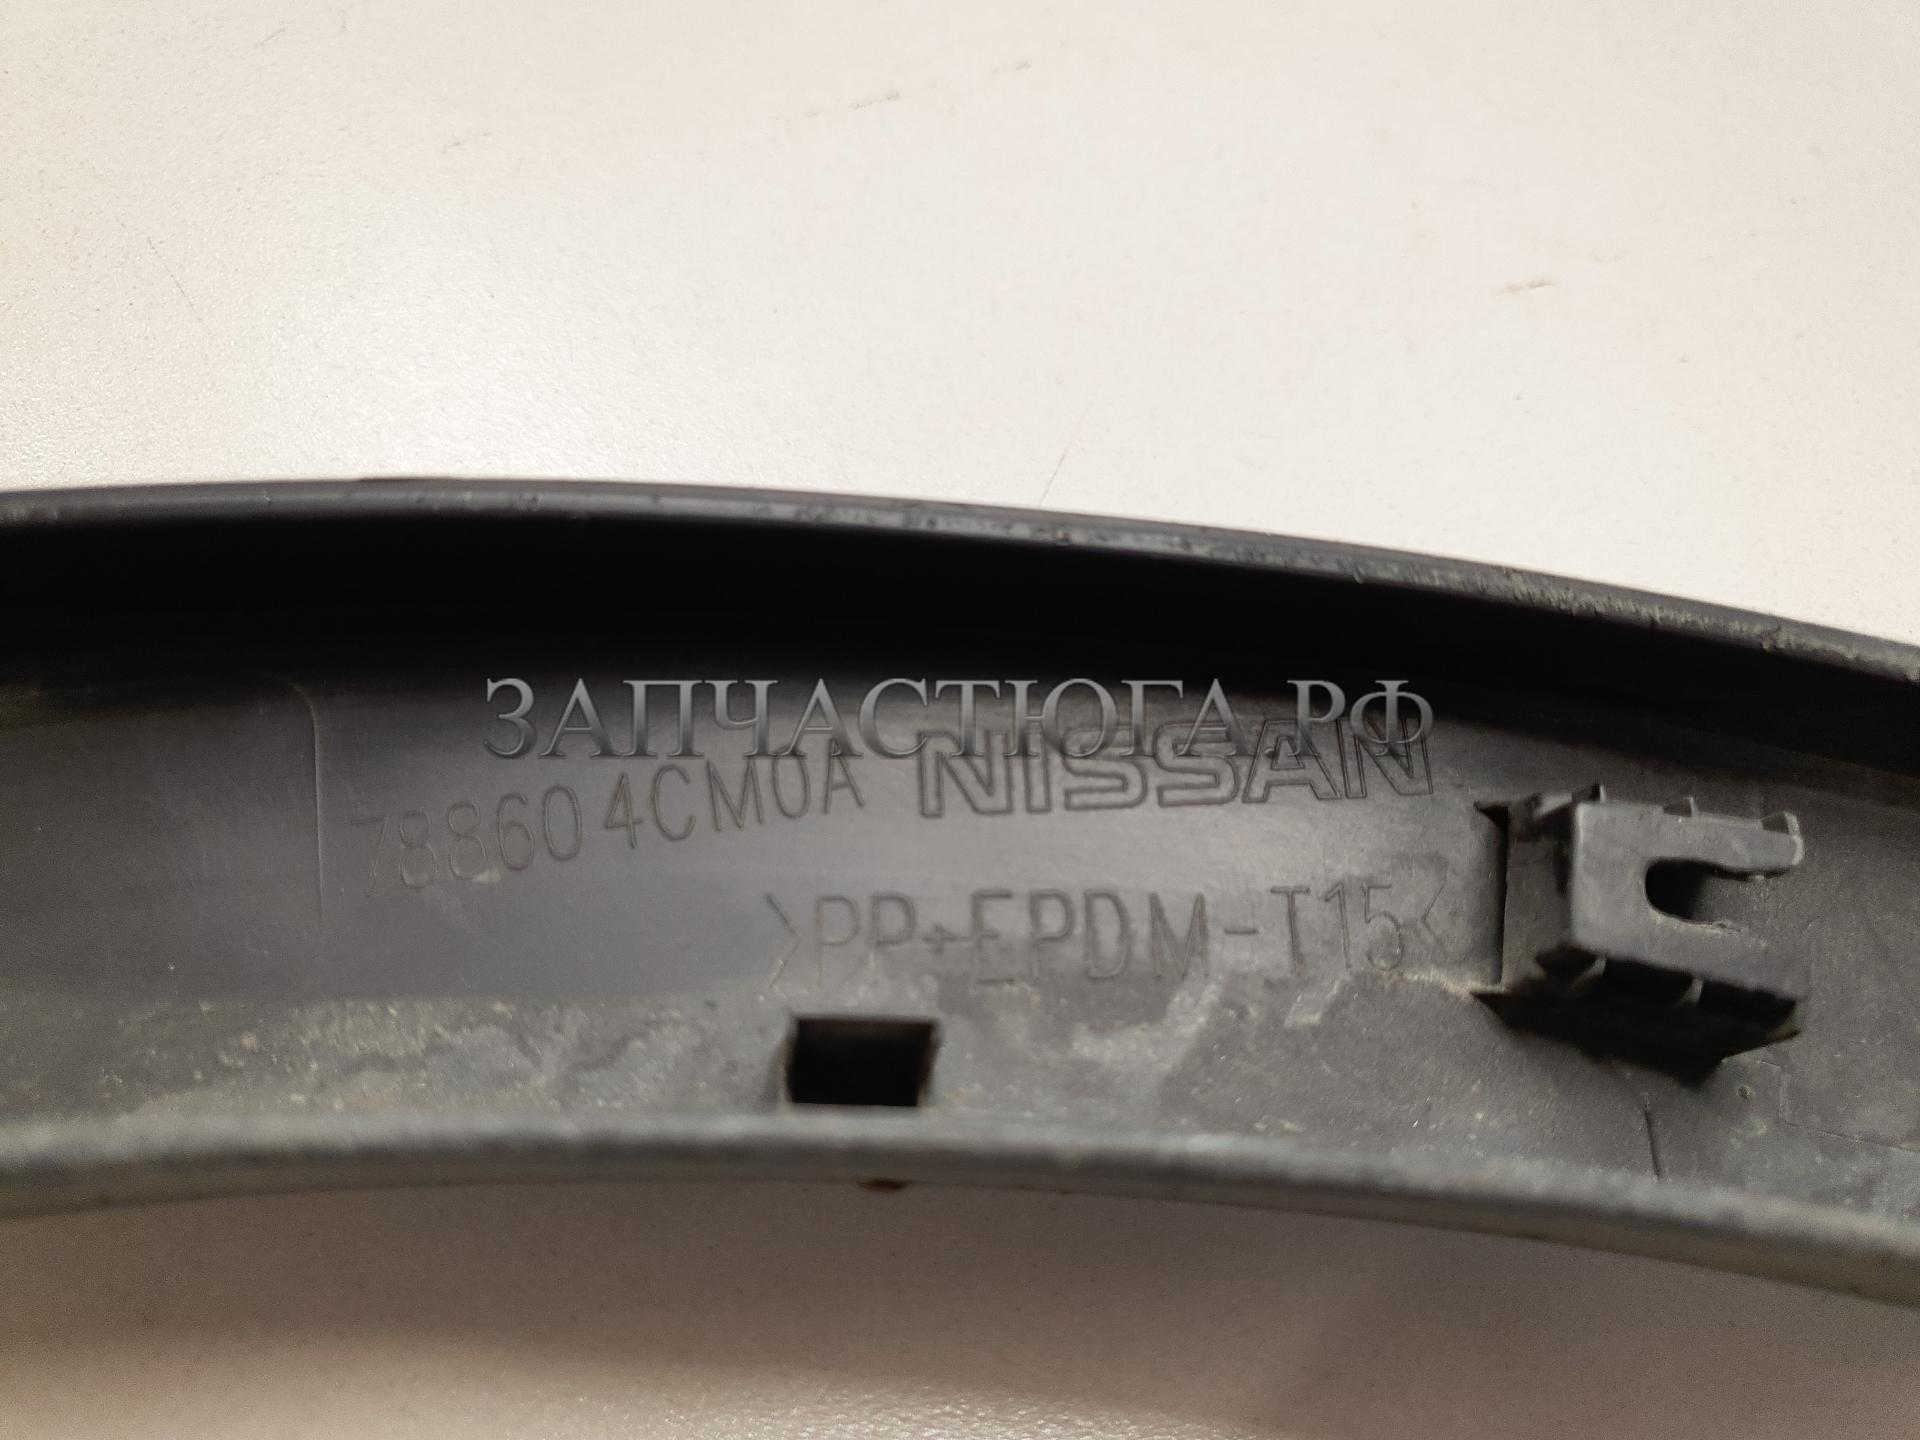 ЗАПЧАСТЮГА.РФ
788604CM0A NISSAN
>PP+EPDM-T15<